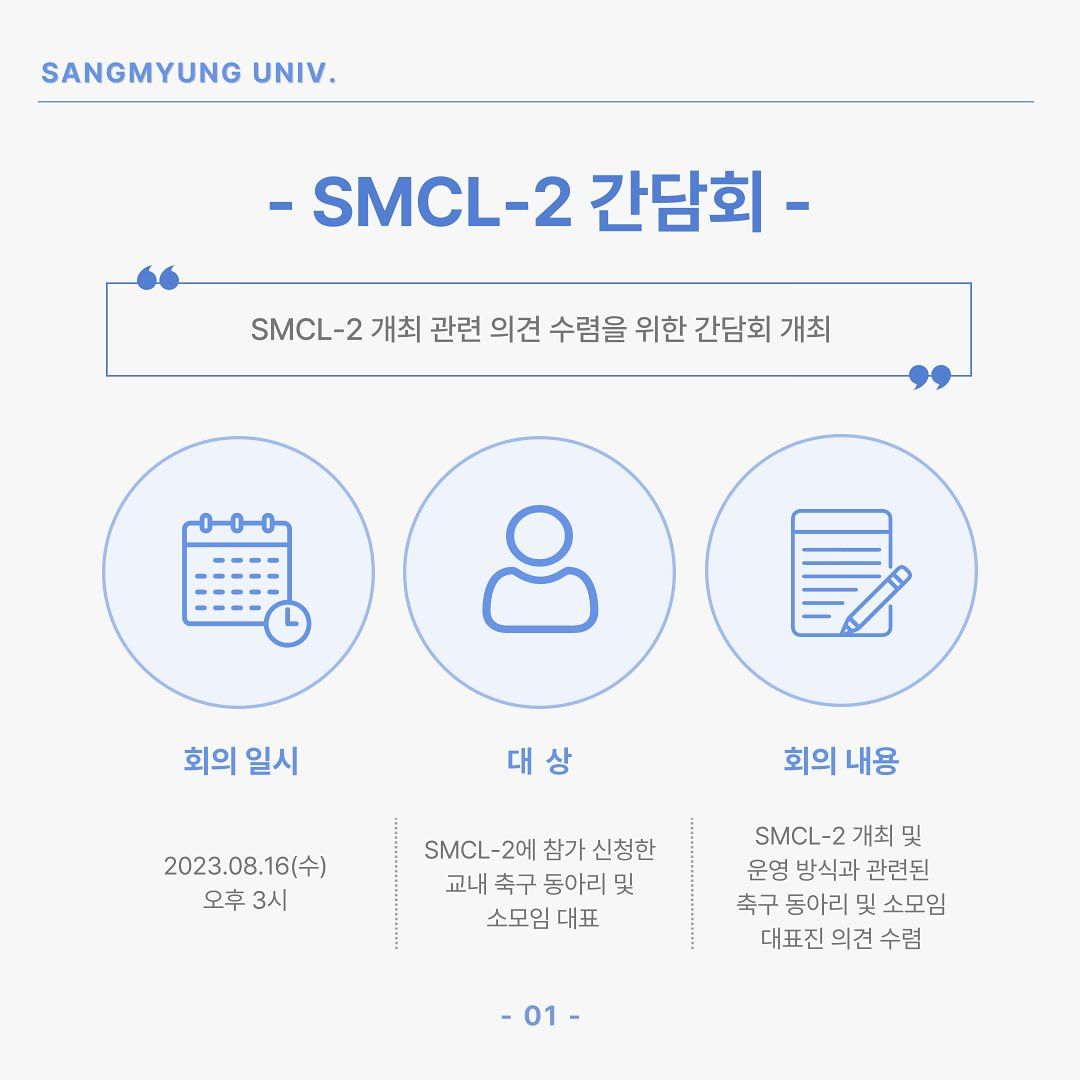 SANGMYUNG UNIV.
- SMCL-2 간담회 -
SMCL-2 개최 관련 의견 수렴을 위한 간담회 개최
회의 일시
2023.08.16(수)
오후 3시
대 상
SMCL-2에 참가 신청한
교내 축구 동아리 및
소모임 대표
회의 내용
SMCL-2 개최 및
운영 방식과 관련된
축구 동아리 및 소모임
대표진 의견 수렴
- 01 -